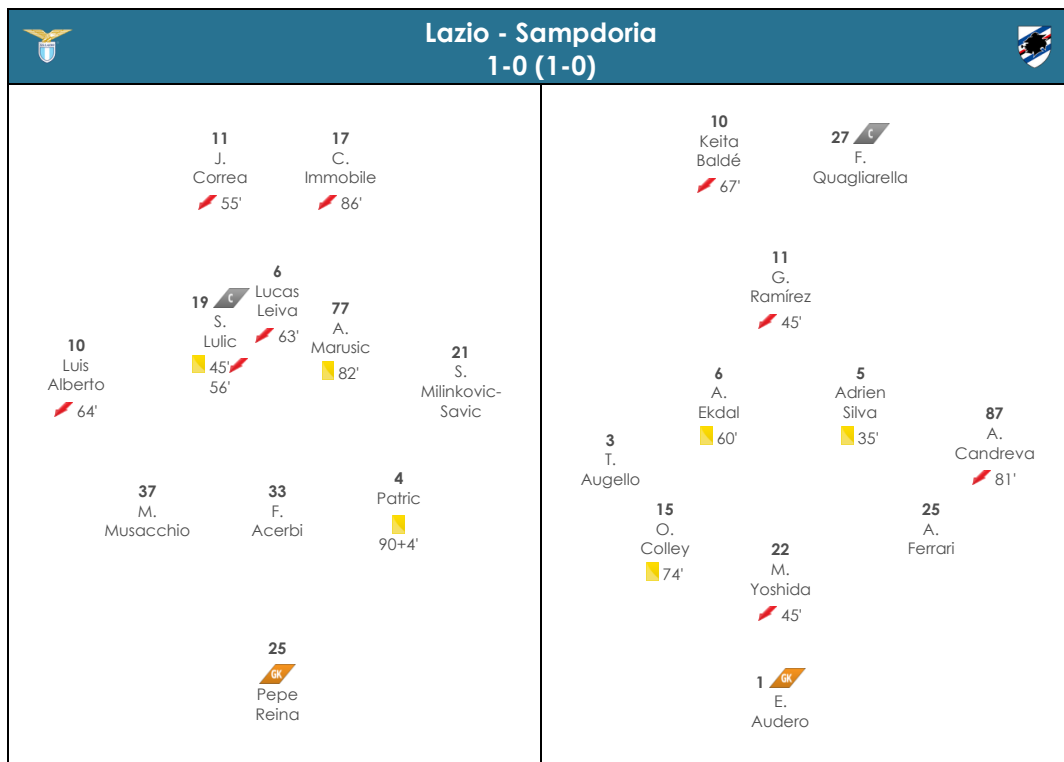 Lazio - Sampdoria
1-0 (1-0)
11
J.
Correa
55'
17
C.
Immobile
86'
6
Lucas
Leiva
63'
19 C
S.
Lulic
45'
56'
77
A.
Marusic
82'
10
Luis
Alberto
64'
21
S.
Milinkovic-
Savic
37
M.
Musacchio
33
F.
Acerbi
4
Patric
90+4'
25
GK
Pepe
Reina
10
Keita
Baldé
67'
27 C
F.
Quagliarella
11
G.
Ramírez
45'
6
A.
Ekdal
60'
5
Adrien
Silva
35'
87
A.
Candreva
81'
3
T.
Augello
15
O.
Colley
74'
22
M.
Yoshida
45'
25
A.
Ferrari
1 GK
E.
Audero